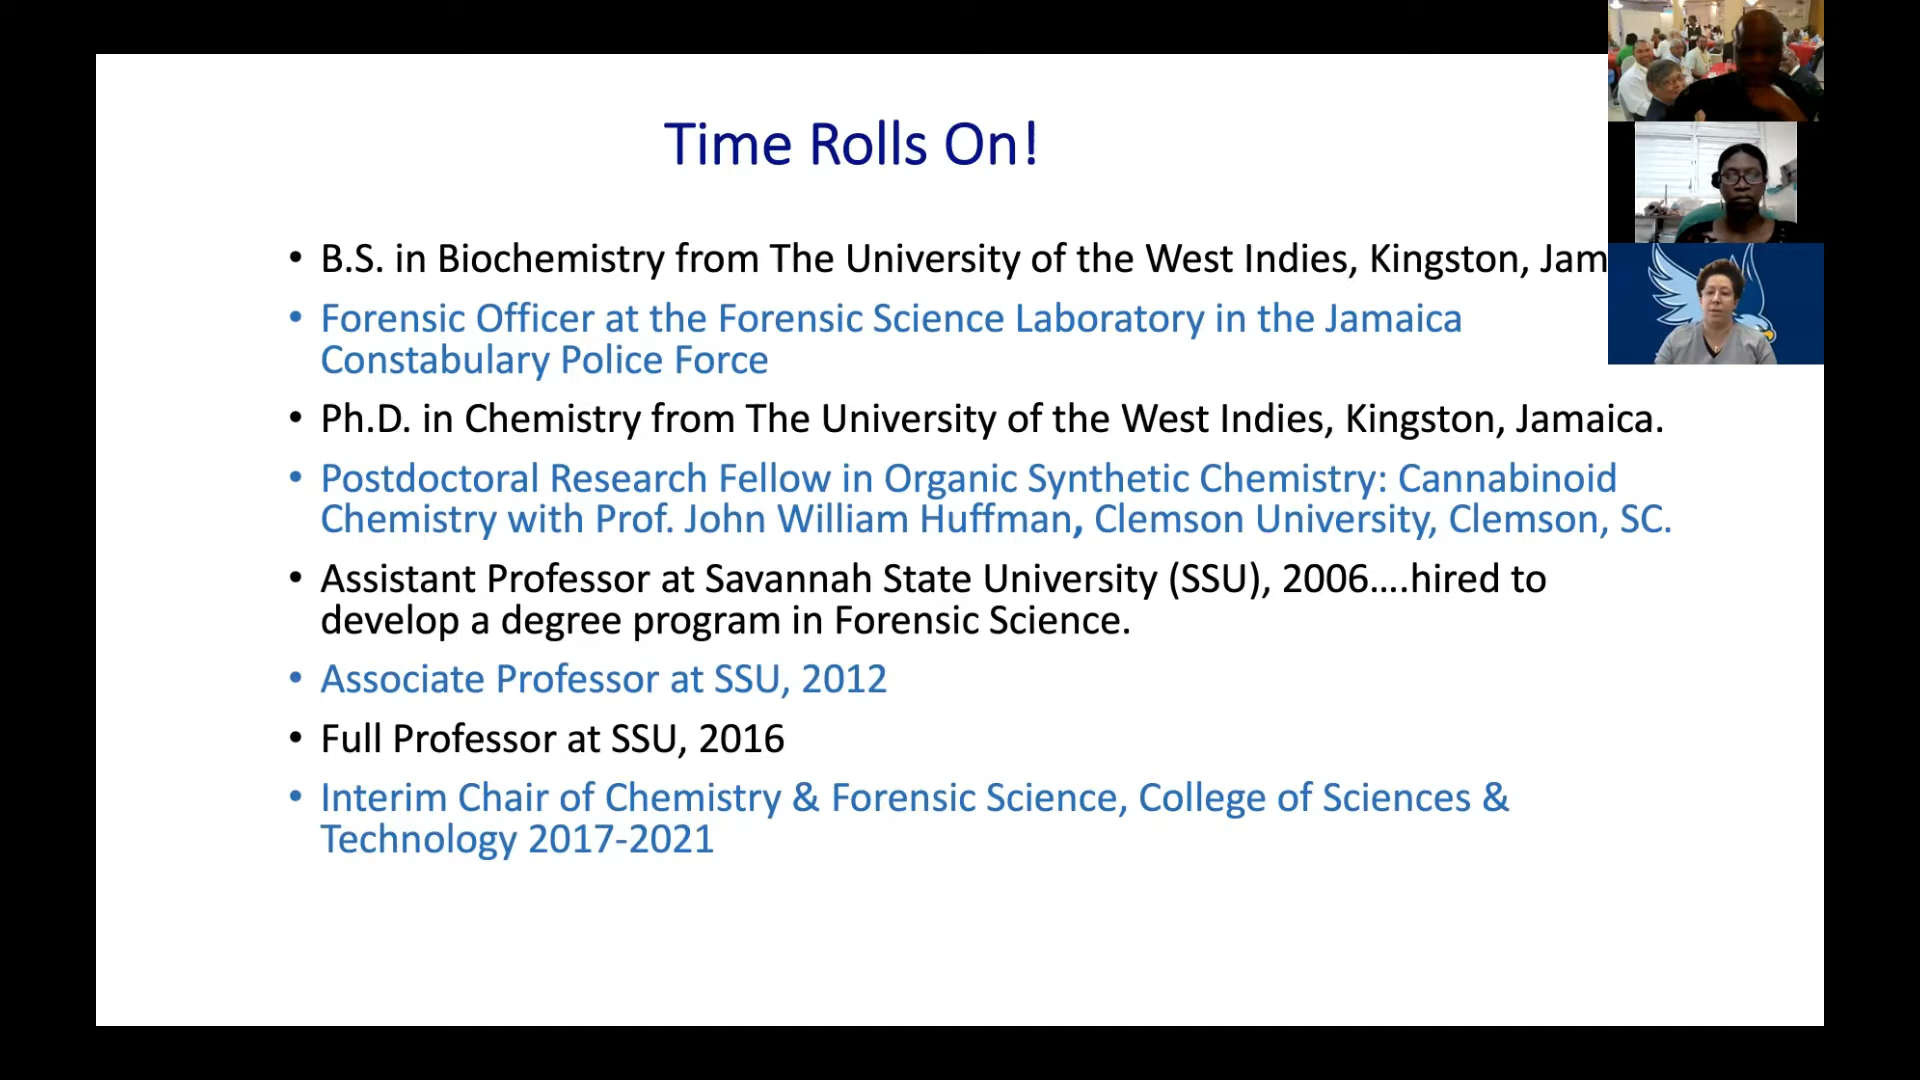 Time Rolls On!
• B.S. in Biochemistry from The University of the West Indies, Kingston, Jam
• Forensic Officer at the Forensic Science Laboratory in the Jamaica
Constabulary Police Force
• Ph.D. in Chemistry from The University of the West Indies, Kingston, Jamaica.
• Postdoctoral Research Fellow in Organic Synthetic Chemistry: Cannabinoid
Chemistry with Prof. John William Huffman, Clemson University, Clemson, SC.
• Assistant Professor at Savannah State University (SSU), 2006....hired to
develop a degree program in Forensic Science.
• Associate Professor at SSU, 2012
• Full Professor at SSU, 2016
• Interim Chair of Chemistry & Forensic Science, College of Sciences &
Technology 2017-2021